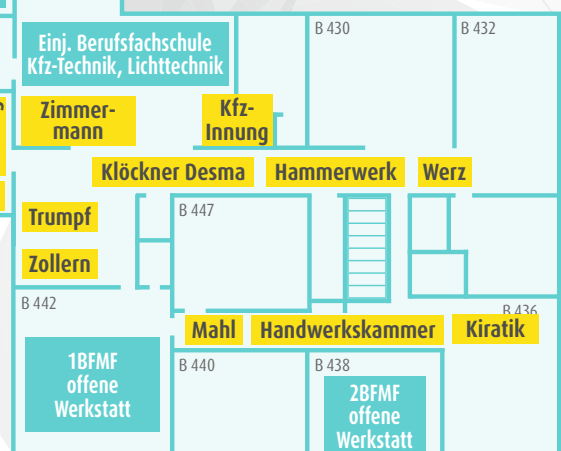 Einj. Berufsfachschule
Kfz-Technik, Lichttechnik
B 430
B 432
Zimmer-
mann
Kfz-
Innung
Klöckner Desma
Hammerwerk
Werz
Trumpf
B 447
Zollern
B 442
B 436
Mahl
Handwerkskammer
Kiratik
1BFMF
offene
Werkstatt
B 440
B 438
2BFMF
offene
Werkstatt